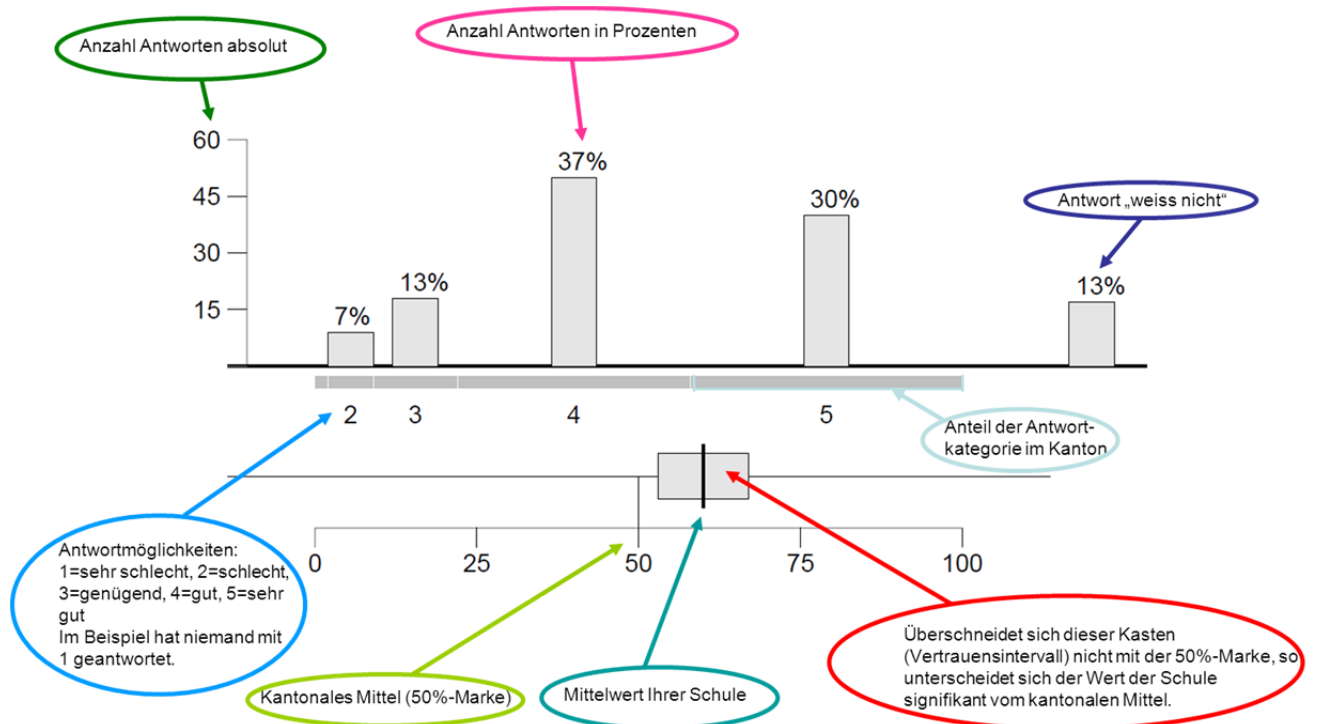 Anzahl Antworten absolut
Anzahl Antworten in Prozenten
60
45
30
15
7%
13%
37%
30%
13%
Antwort „weiss nicht“
2
3
4
5
Anteil der Antwort-
kategorie im Kanton
0
25
50
75
100
Antwortmöglichkeiten:
1=sehr schlecht, 2=schlecht,
3=genügend, 4=gut, 5=sehr
gut
Im Beispiel hat niemand mit
1 geantwortet.
Kantonales Mittel (50%-Marke)
Mittelwert Ihrer Schule
Überschneidet sich dieser Kasten
(Vertrauensintervall) nicht mit der 50%-Marke, so
unterscheidet sich der Wert der Schule
signifikant vom kantonalen Mittel.